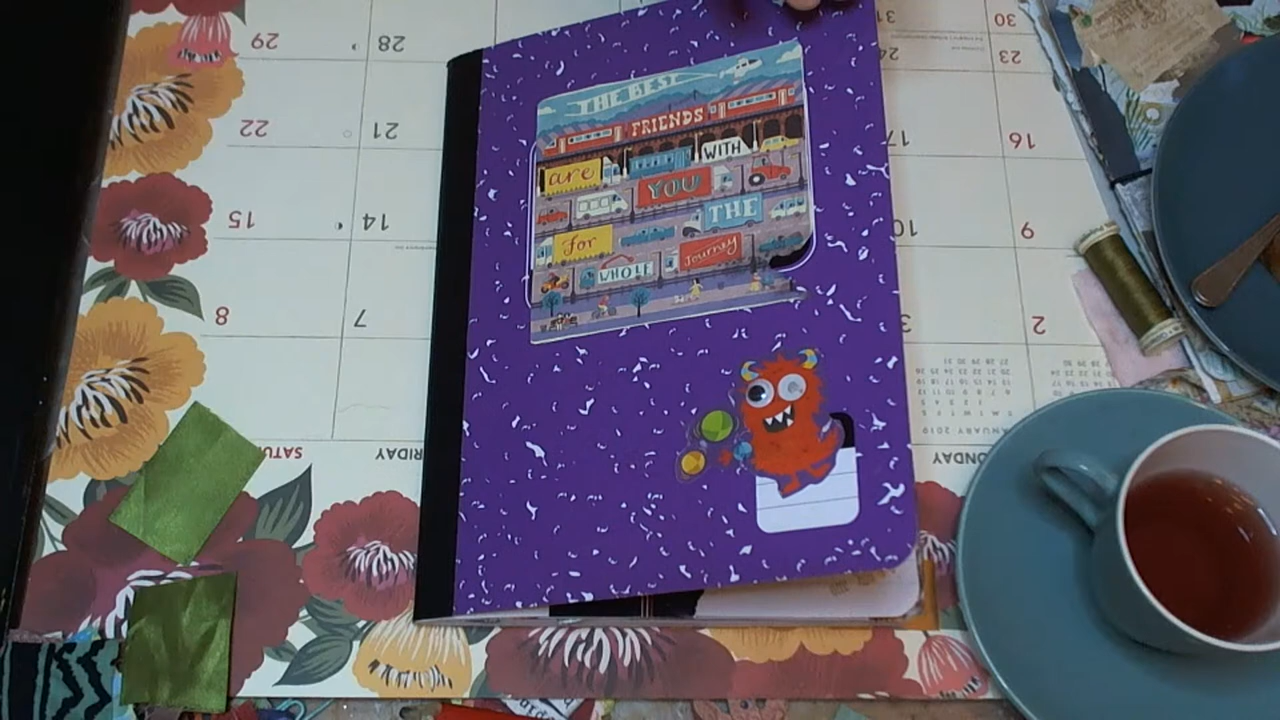 THE BEST
FRIENDS
are
WITH
YOU
THE
for
journey
WHOLE
29
28
31
30
24
23
22
21
17
16
15
14
10
9
8
7
3
2
SATU
FRIDAY
ONDAY
ANUARY 2019